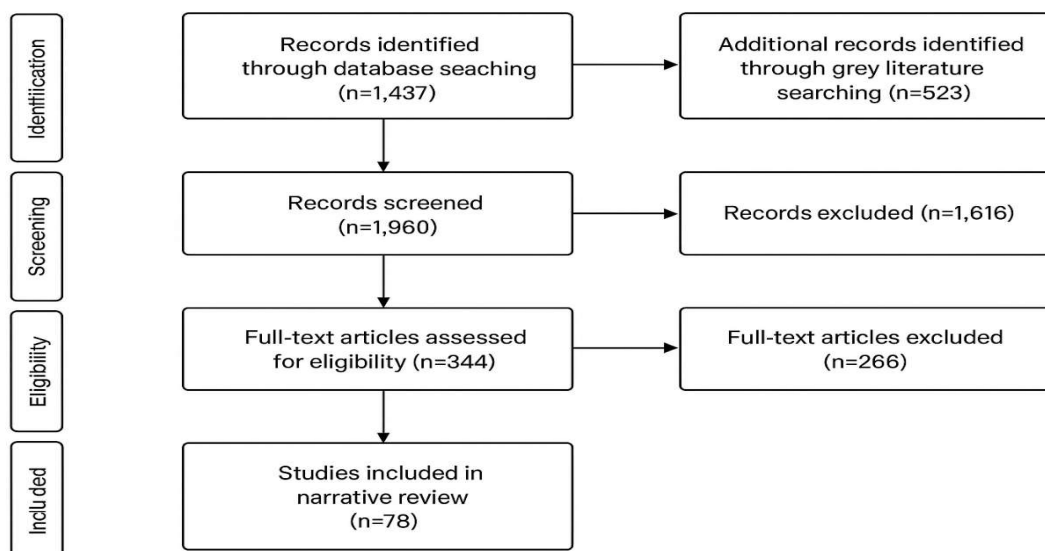 Identtiication
Records identified
through database seaching
(n=1,437)
Additional records identified
through grey literature
searching (n=523)
Screening
Records screened
(n=1,960)
Records excluded (n=1,616)
Eligibility
Full-text articles assessed
for eligibility (n=344)
Full-text articles excluded
(n=266)
Included
Studies included in
narrative review
(n=78)